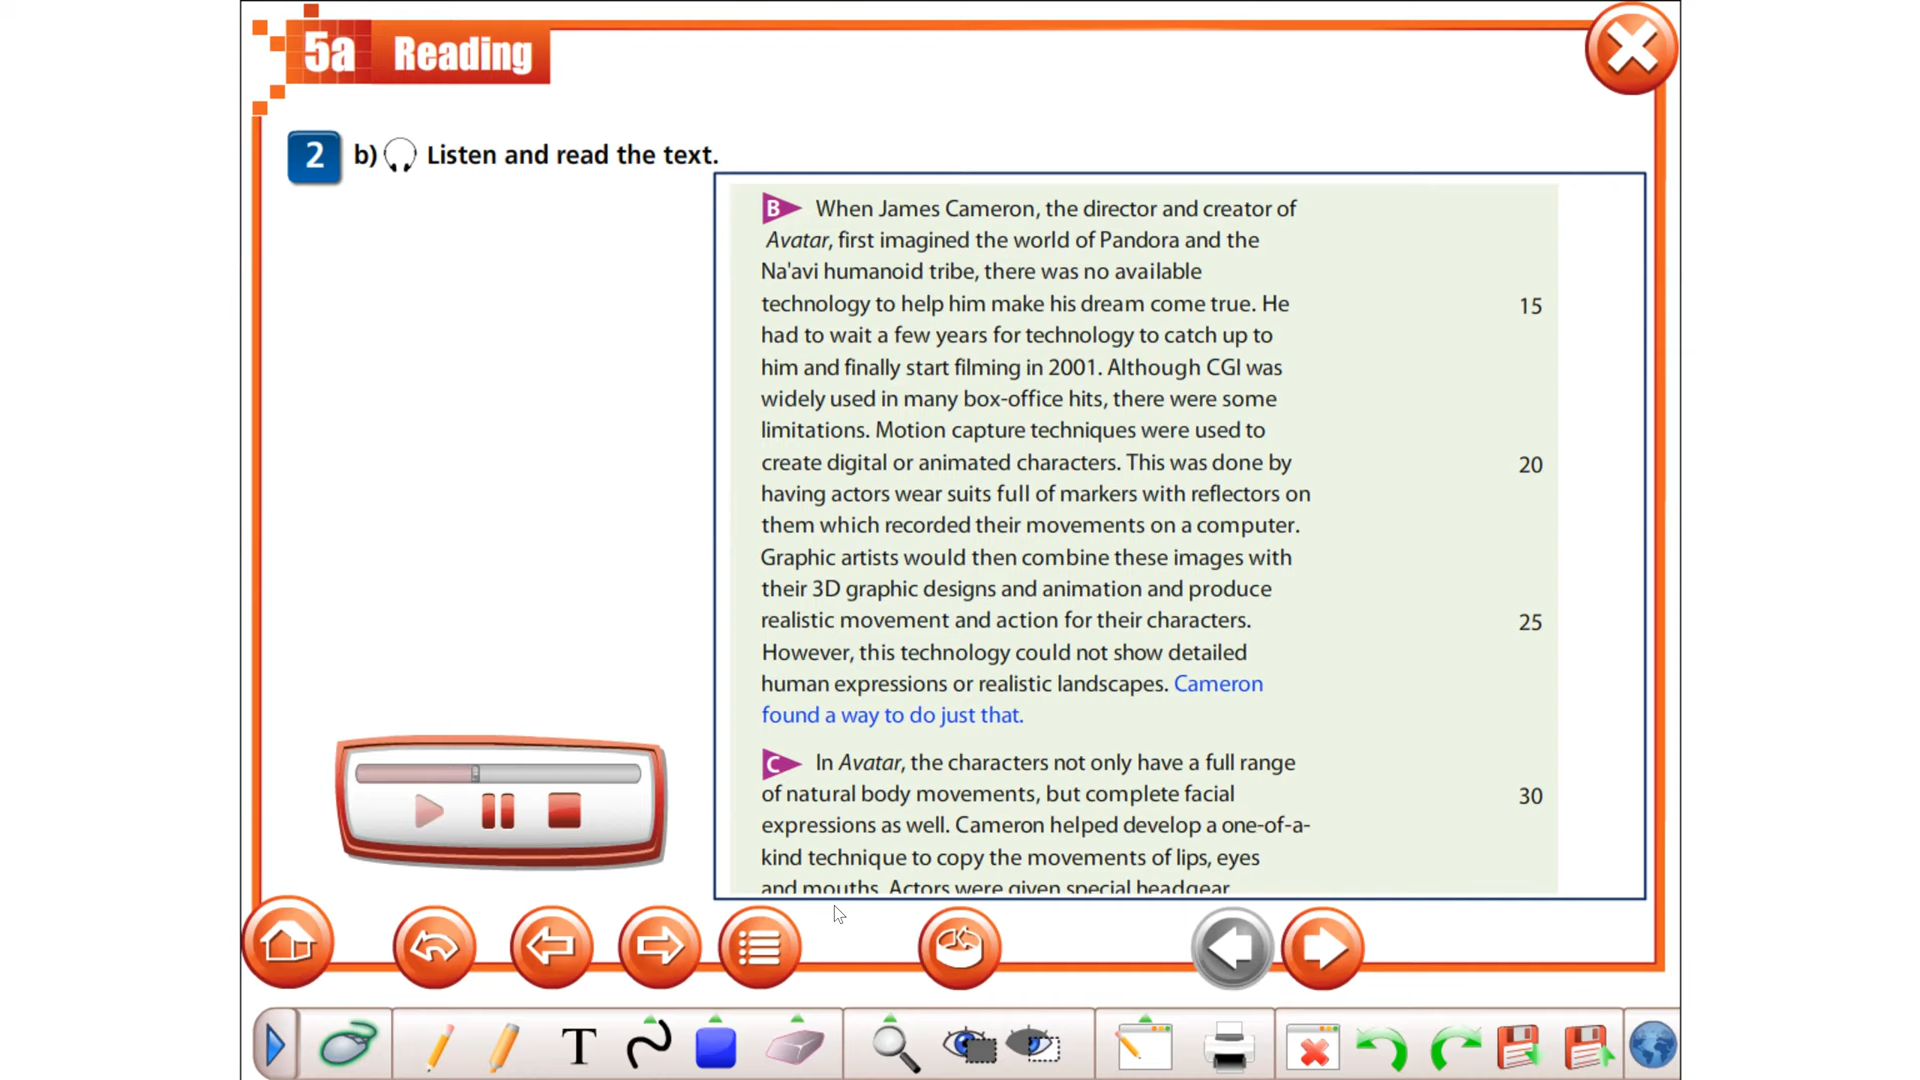 5a Reading
2 b) Listen and read the text.
B When James Cameron, the director and creator of
Avatar, first imagined the world of Pandora and the
Na'avi humanoid tribe, there was no available
technology to help him make his dream come true. He 15
had to wait a few years for technology to catch up to
him and finally start filming in 2001. Although CGI was
widely used in many box-office hits, there were some
limitations. Motion capture techniques were used to
create digital or animated characters. This was done by 20
having actors wear suits full of markers with reflectors on
them which recorded their movements on a computer.
Graphic artists would then combine these images with
their 3D graphic designs and animation and produce
realistic movement and action for their characters. 25
However, this technology could not show detailed
human expressions or realistic landscapes. Cameron
found a way to do just that.
C In Avatar, the characters not only have a full range
of natural body movements, but complete facial 30
expressions as well. Cameron helped develop a one-of-a-
kind technique to copy the movements of lips, eyes
and mouths. Actors were given special headgear
T